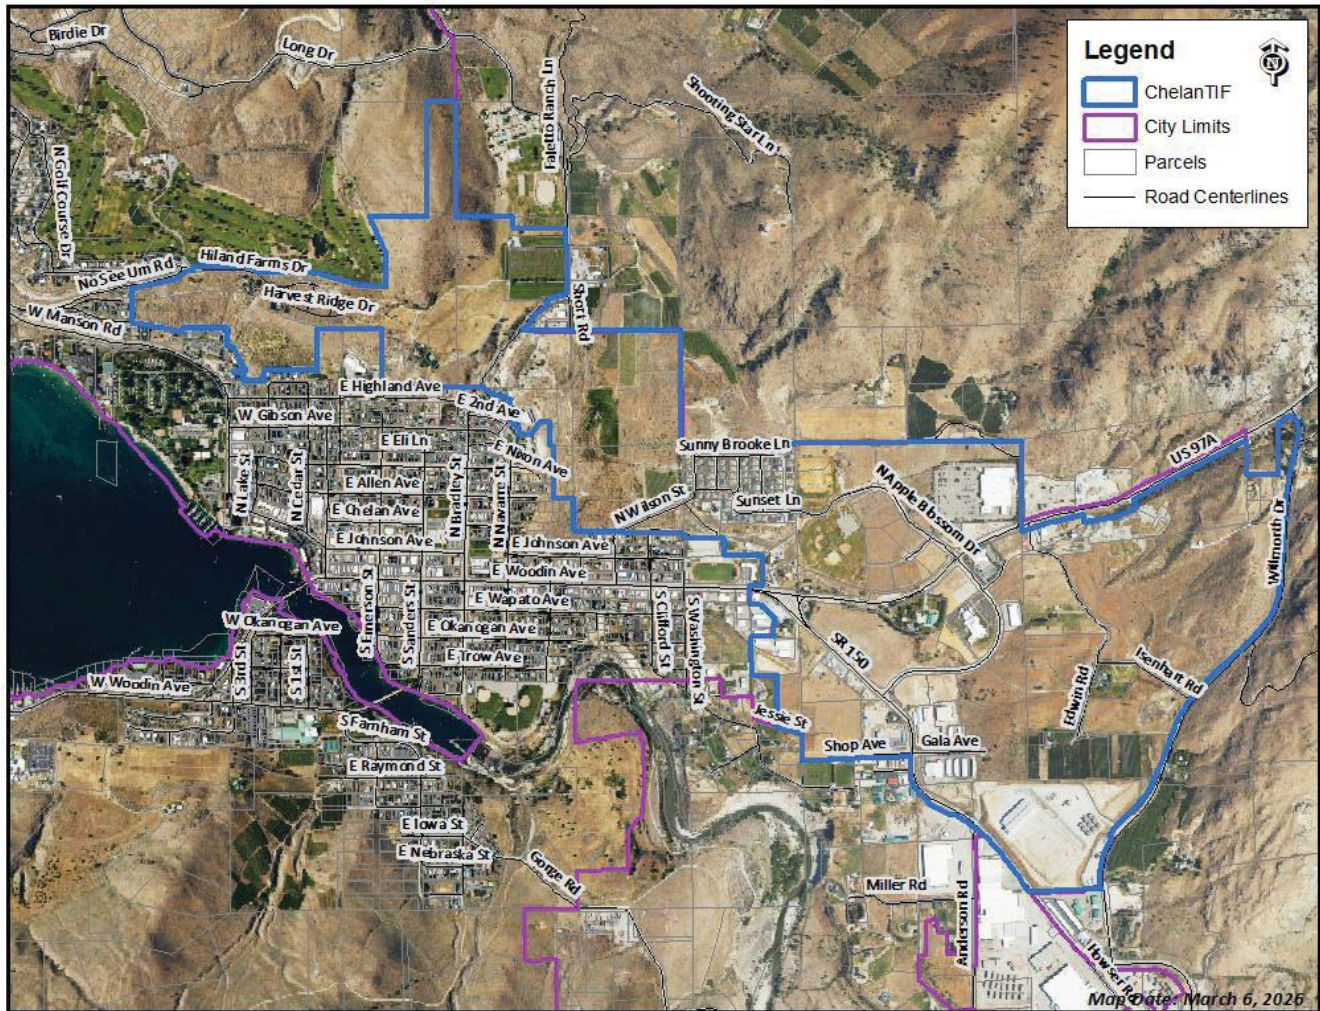 Birdie Dr
Long Dr
Legend
N
ChelanTIF
City Limits
Parcels
Road Centerlines
Faletto Ranch Ln
Shooting Star Ln
N Golf Course Dr
No See Um Rd
Hiland Farms Dr
Harvest Ridge Dr
W Manson Rd
Short Rd
E Highland Ave
W Gibson Ave
E 2nd Ave
E Eli Ln
E Nixon Ave
Sunny Brooke Ln
US 97A
N Lake St
N Cedar St
E Allen Ave
N Bradley St
N Navarre St
N Wilson St
Sunset Ln
N Apple Blossom Dr
E Chelan Ave
E Johnson Ave
E Johnson Ave
E Woodin Ave
Willmorth Dr
S Emerson St
S Sanders St
E Wapato Ave
W Okanogan Ave
E Okanogan Ave
S Clifford St
S Washington St
E Trow Ave
SR 150
S 3rd St
S 1st St
W Woodin Ave
Isenhart Rd
Edwin Rd
S Farnham St
Jessie St
Shop Ave
Gala Ave
E Raymond St
E Iowa St
E Nebraska St
Gorge Rd
Miller Rd
Anderson Rd
Howser Rd
Map Date: March 6, 2026